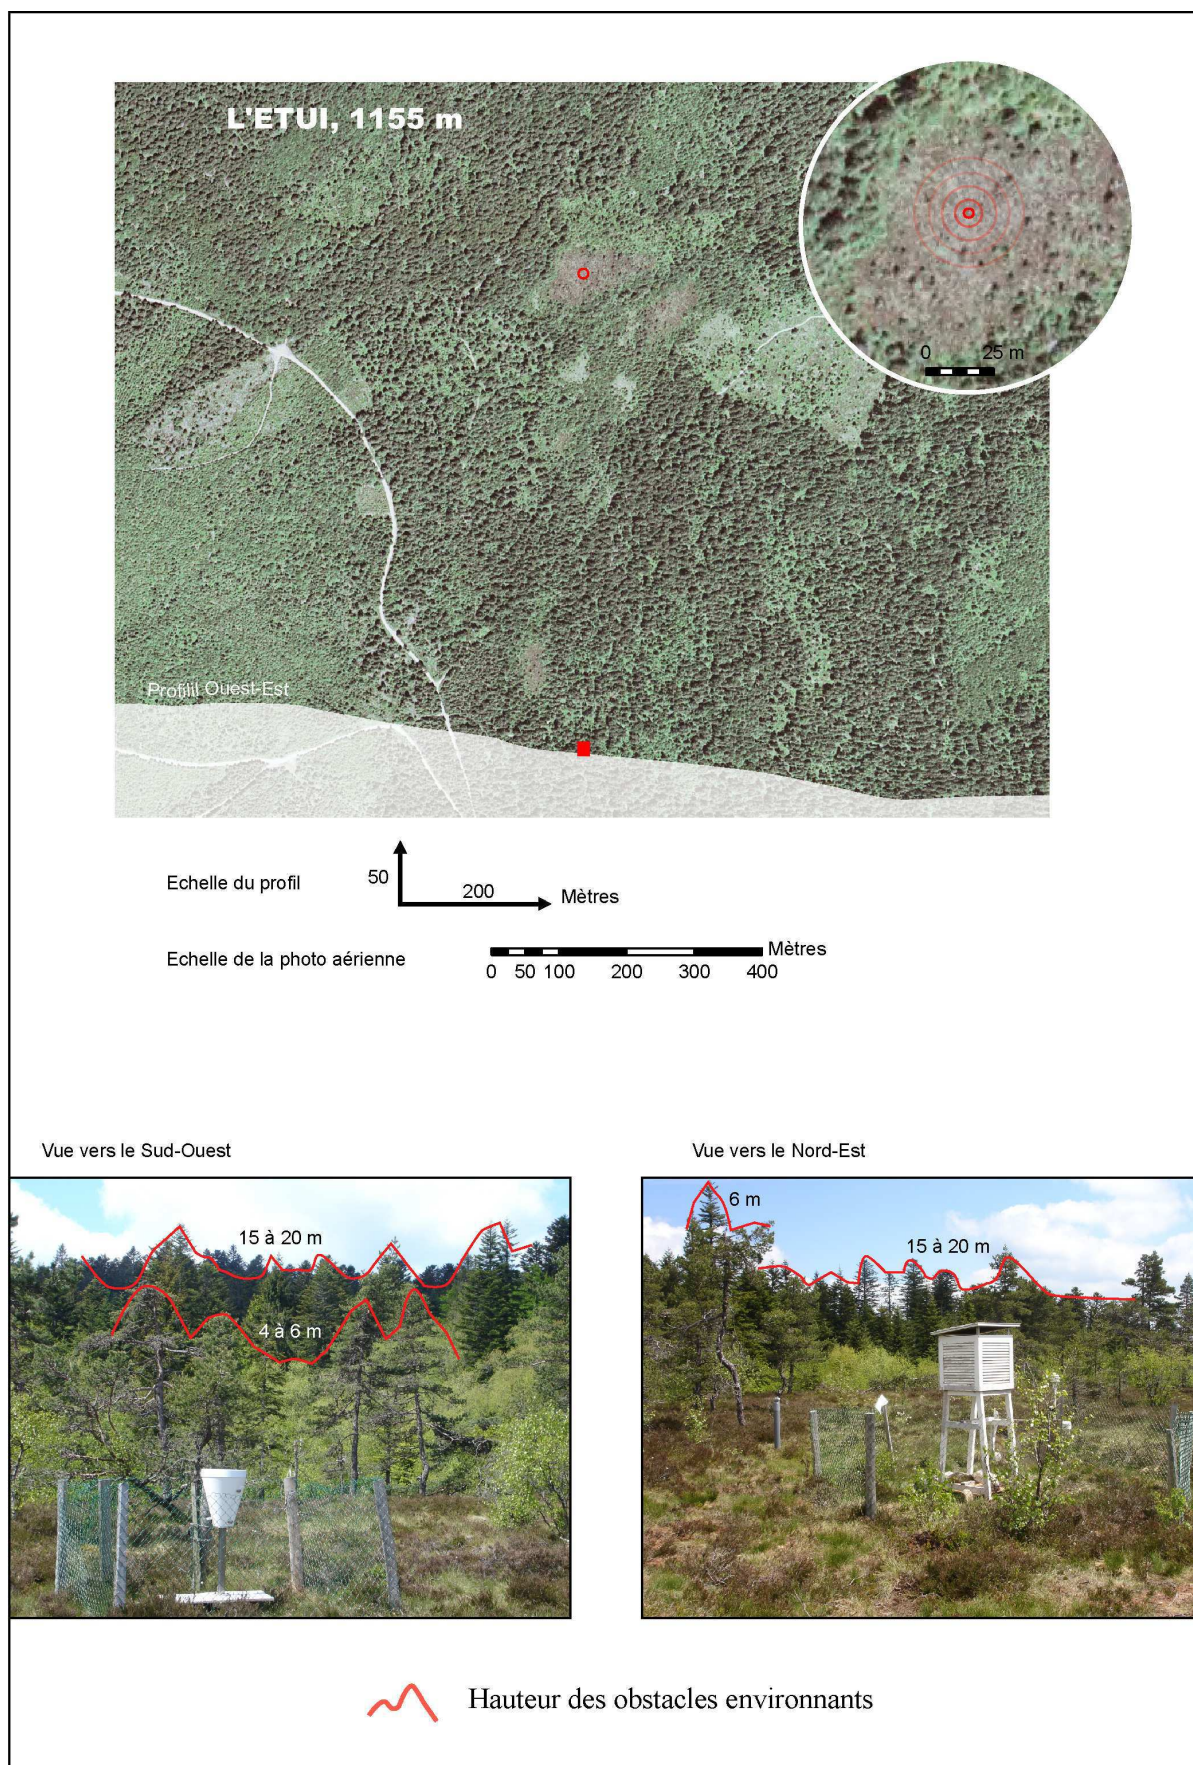 L'ETUI, 1155 m
0 25 m
Profilil Ouest-Est
Echelle du profil
50
200
Mètres
Echelle de la photo aérienne
Mètres
0 50 100 200 300 400
Vue vers le Sud-Ouest
15 à 20 m
4 à 6 m
Vue vers le Nord-Est
6 m
15 à 20 m
Hauteur des obstacles environnants